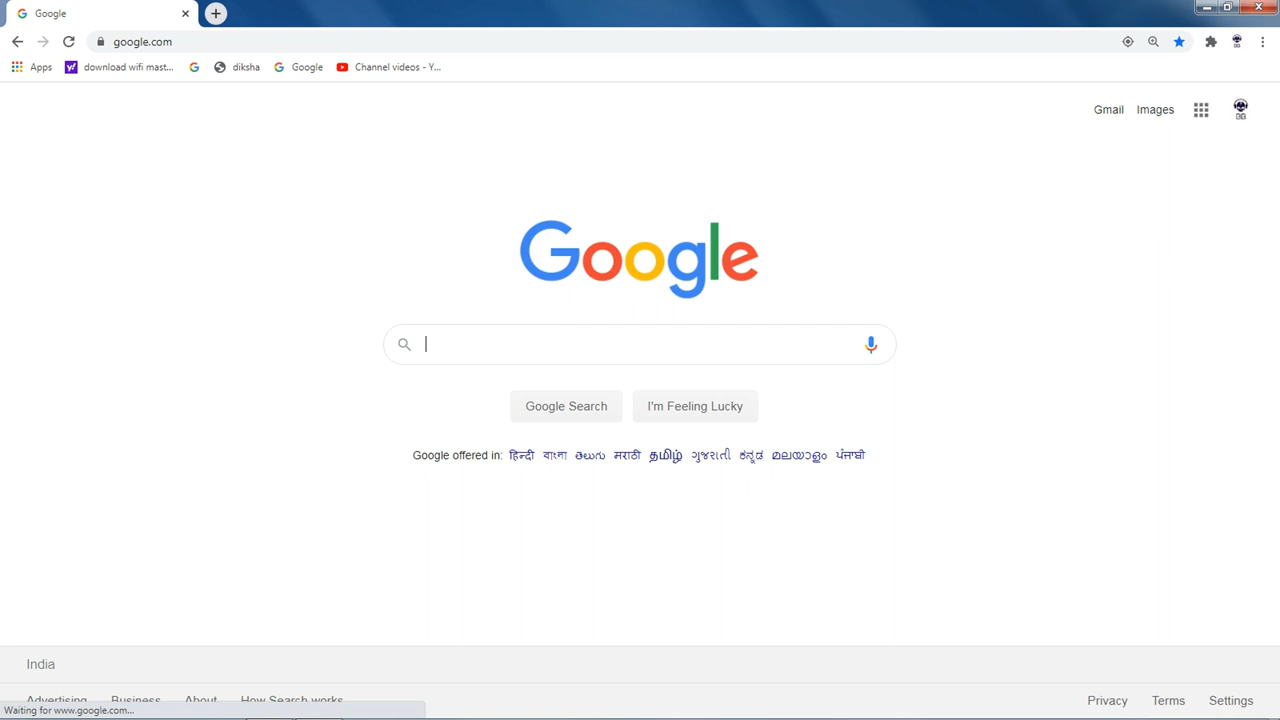 Google
google.com
Apps download wifi mast... diksha Google Channel videos - Y...
Gmail Images
Google
Google Search I'm Feeling Lucky
Google offered in: हिन्दी বাংলা తెలుగు मराठी தமிழ் ગુજરાતી ಕನ್ನಡ മലയാളം ਪੰਜਾਬੀ
India
Advertising Business About How Search works Privacy Terms Settings
Waiting for www.google.com...